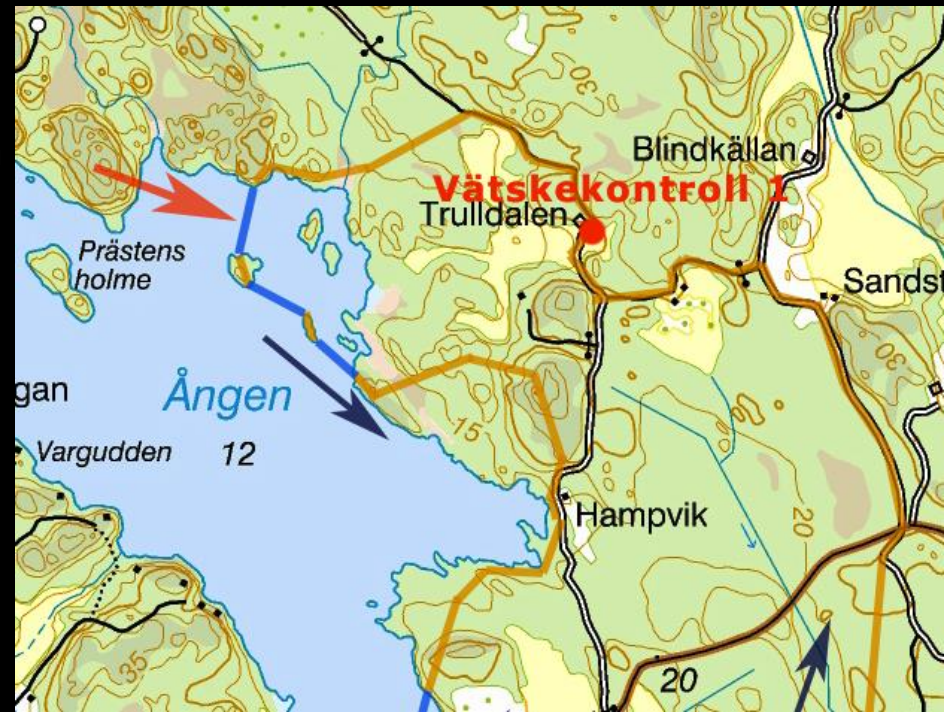 30
Blindkällan
Vätskekontroll 1
Trulldalen
Prästens
holme
Sandst
30
gan
Ången
15
Vargudden
12
Hampvik
20
35
20